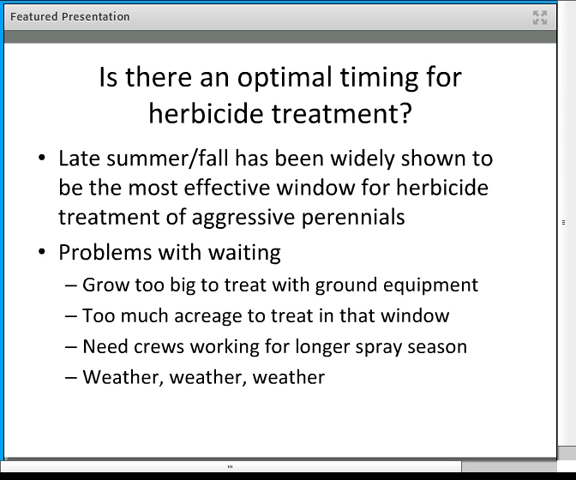 Featured Presentation
Is there an optimal timing for
herbicide treatment?
• Late summer/fall has been widely shown to
be the most effective window for herbicide
treatment of aggressive perennials
• Problems with waiting
– Grow too big to treat with ground equipment
– Too much acreage to treat in that window
– Need crews working for longer spray season
– Weather, weather, weather